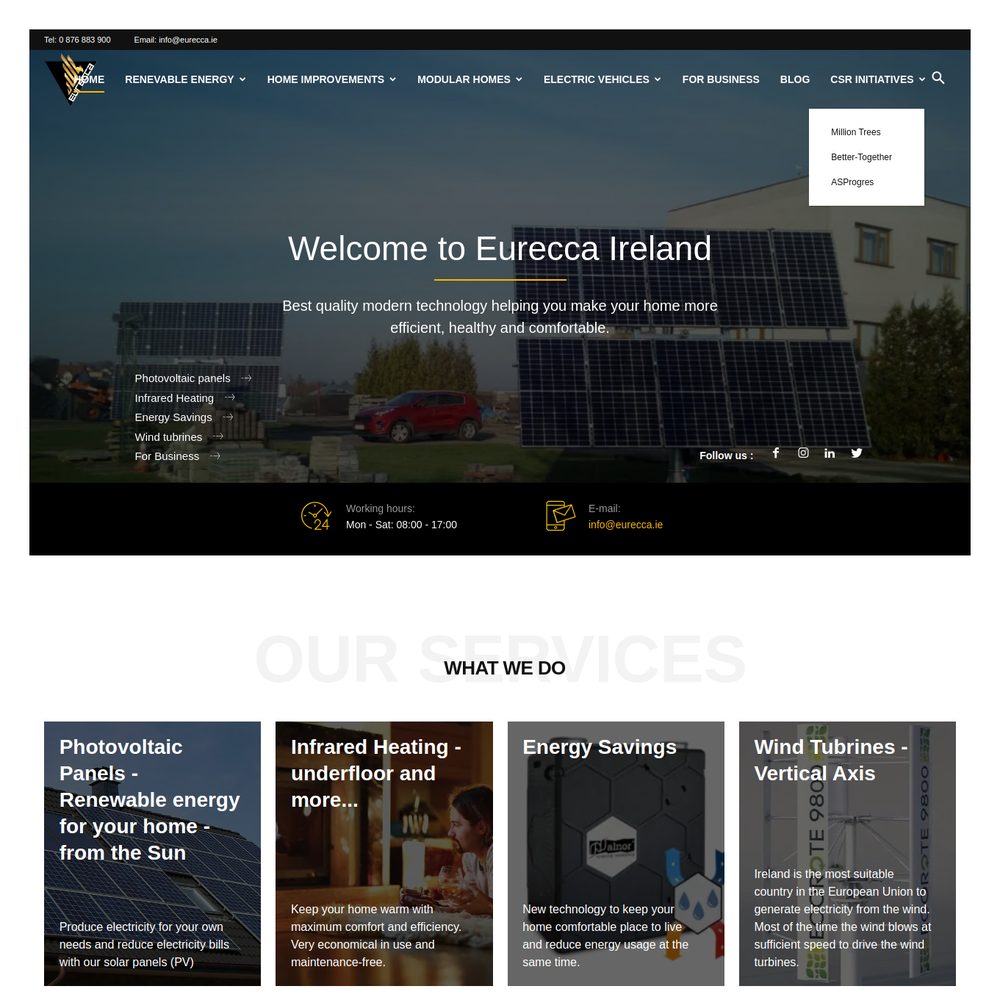 Tel: 0 876 883 900 Email: info@eurecca.ie
Eurecca
HOME RENEVABLE ENERGY HOME IMPROVEMENTS MODULAR HOMES ELECTRIC VEHICLES FOR BUSINESS BLOG CSR INITIATIVES
Million Trees
Better-Together
ASProgres
Welcome to Eurecca Ireland
Best quality modern technology helping you make your home more
efficient, healthy and comfortable.
Photovoltaic panels
Infrared Heating
Energy Savings
Wind tubrines
For Business
Follow us :
24
Working hours:
Mon - Sat: 08:00 - 17:00
E-mail:
info@eurecca.ie
OUR SERVICES
WHAT WE DO
Photovoltaic
Panels -
Renewable energy
for your home -
from the Sun
Produce electricity for your own
needs and reduce electricity bills
with our solar panels (PV)
Infrared Heating -
underfloor and
more...
Keep your home warm with
maximum comfort and efficiency.
Very economical in use and
maintenance-free.
Energy Savings
alnor
New technology to keep your
home comfortable place to live
and reduce energy usage at the
same time.
Wind Tubrines -
Vertical Axis
9800
9800
Ireland is the most suitable
country in the European Union to
generate electricity from the wind.
Most of the time the wind blows at
sufficient speed to drive the wind
turbines.